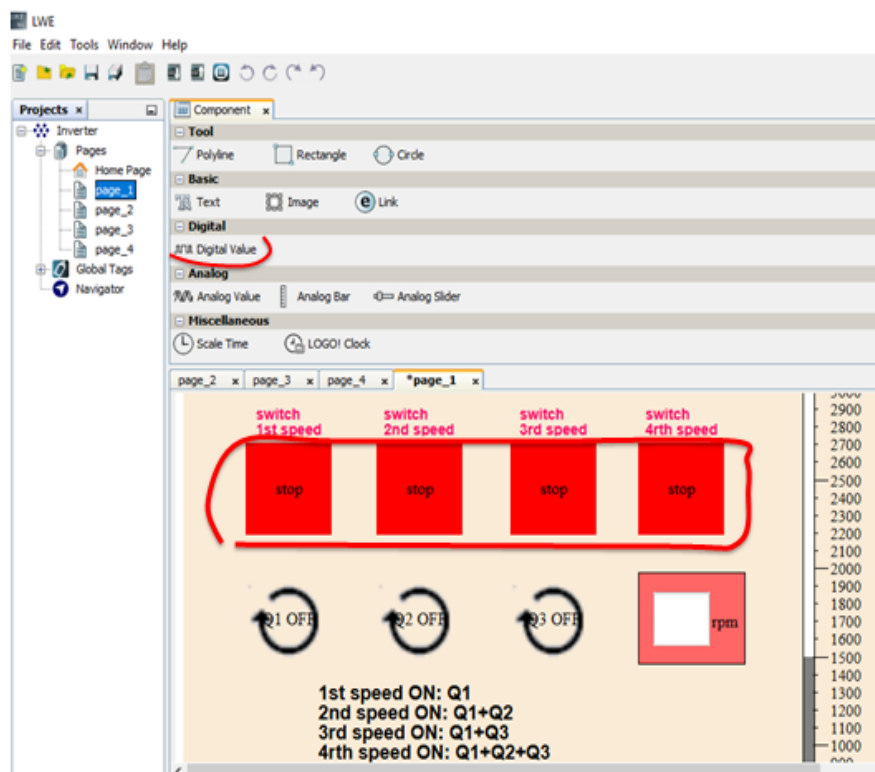 LWE
File Edit Tools Window Help
Projects
Component
Inverter
Pages
Home Page
page_1
page_2
page_3
page_4
Global Tags
Navigator
Tool
Polyline Rectangle Circle
Basic
Text Image Link
Digital
Digital Value
Analog
Analog Value Analog Bar Analog Slider
Miscellaneous
Scale Time LOGO! Clock
page_2 x page_3 x page_4 x *page_1 x
switch switch switch switch
1st speed 2nd speed 3rd speed 4rth speed
stop stop stop stop
Q1 OFF Q2 OFF Q3 OFF rpm
1st speed ON: Q1
2nd speed ON: Q1+Q2
3rd speed ON: Q1+Q3
4rth speed ON: Q1+Q2+Q3
2900
2800
2700
2600
2500
2400
2300
2200
2100
2000
1900
1800
1700
1600
1500
1400
1300
1200
1100
1000